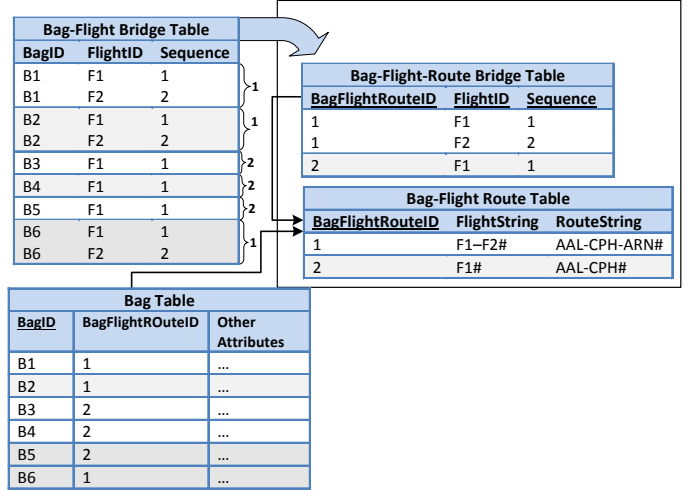 Bag-Flight Bridge Table
BagID FlightID Sequence
B1 F1 1
B1 F2 2
1
B2 F1 1
B2 F2 2
1
B3 F1 1
2
B4 F1 1
2
B5 F1 1
2
B6 F1 1
B6 F2 2
1
Bag-Flight-Route Bridge Table
BagFlightRouteID FlightID Sequence
1 F1 1
1 F2 2
2 F1 1
Bag-Flight Route Table
BagFlightRouteID FlightString RouteString
1 F1–F2# AAL-CPH-ARN#
2 F1# AAL-CPH#
Bag Table
BagID BagFlightROuteID Other
Attributes
B1 1 ...
B2 1 ...
B3 2 ...
B4 2 ...
B5 2 ...
B6 1 ...